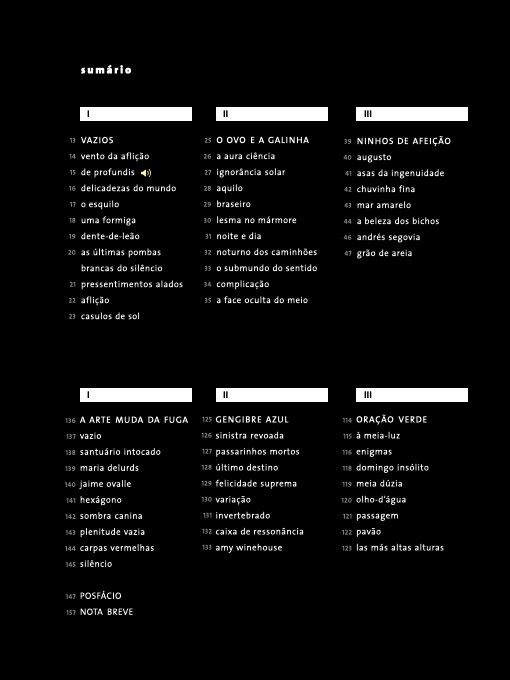 sumário
I
13 VAZIOS
14 vento da aflição
15 de profundis
16 delicadezas do mundo
17 o esquilo
18 uma formiga
19 dente-de-leão
20 as últimas pombas
brancas do silêncio
21 pressentimentos alados
22 aflição
23 casulos de sol
II
25 O OVO E A GALINHA
26 a aura ciência
27 ignorância solar
28 aquilo
29 braseiro
30 lesma no mármore
31 noite e dia
32 noturno dos caminhões
33 o submundo do sentido
34 complicação
35 a face oculta do meio
III
39 NINHOS DE AFEIÇÃO
40 augusto
41 asas da ingenuidade
42 chuvinha fina
43 mar amarelo
44 a beleza dos bichos
46 andrés segovia
47 grão de areia
I
136 A ARTE MUDA DA FUGA
137 vazio
138 santuário intocado
139 maria delurds
140 jaime ovalle
141 hexágono
142 sombra canina
143 plenitude vazia
144 carpas vermelhas
145 silêncio
147 POSFÁCIO
157 NOTA BREVE
II
125 GENGIBRE AZUL
126 sinistra revoada
127 passarinhos mortos
128 último destino
129 felicidade suprema
130 variação
131 invertebrado
132 caixa de ressonância
133 amy winehouse
III
114 ORAÇÃO VERDE
115 à meia-luz
116 enigmas
118 domingo insólito
119 meia dúzia
120 olho-d'água
121 passagem
122 pavão
123 las más altas alturas